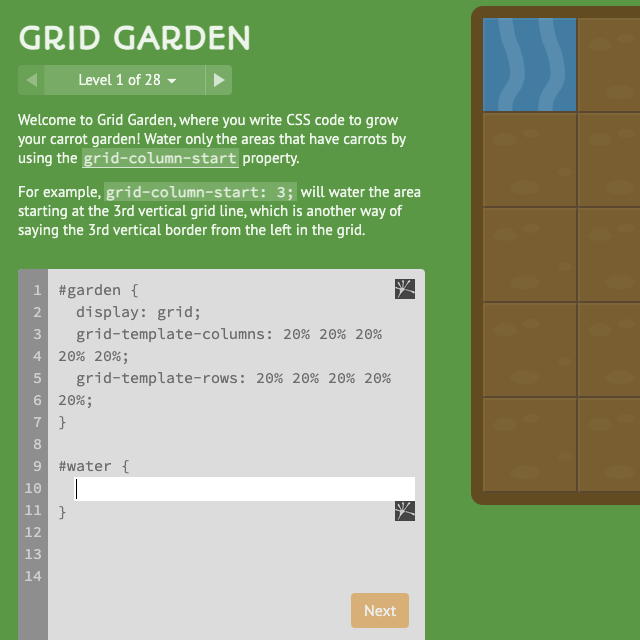 GRID GARDEN
Level 1 of 28
Welcome to Grid Garden, where you write CSS code to grow
your carrot garden! Water only the areas that have carrots by
using the grid-column-start property.
For example, grid-column-start: 3; will water the area
starting at the 3rd vertical grid line, which is another way of
saying the 3rd vertical border from the left in the grid.
1 #garden {
2 display: grid;
3 grid-template-columns: 20% 20% 20%
4 20% 20%;
5 grid-template-rows: 20% 20% 20% 20%
6 20%;
7 }
8
9 #water {
10
11 }
12
13
14
Next